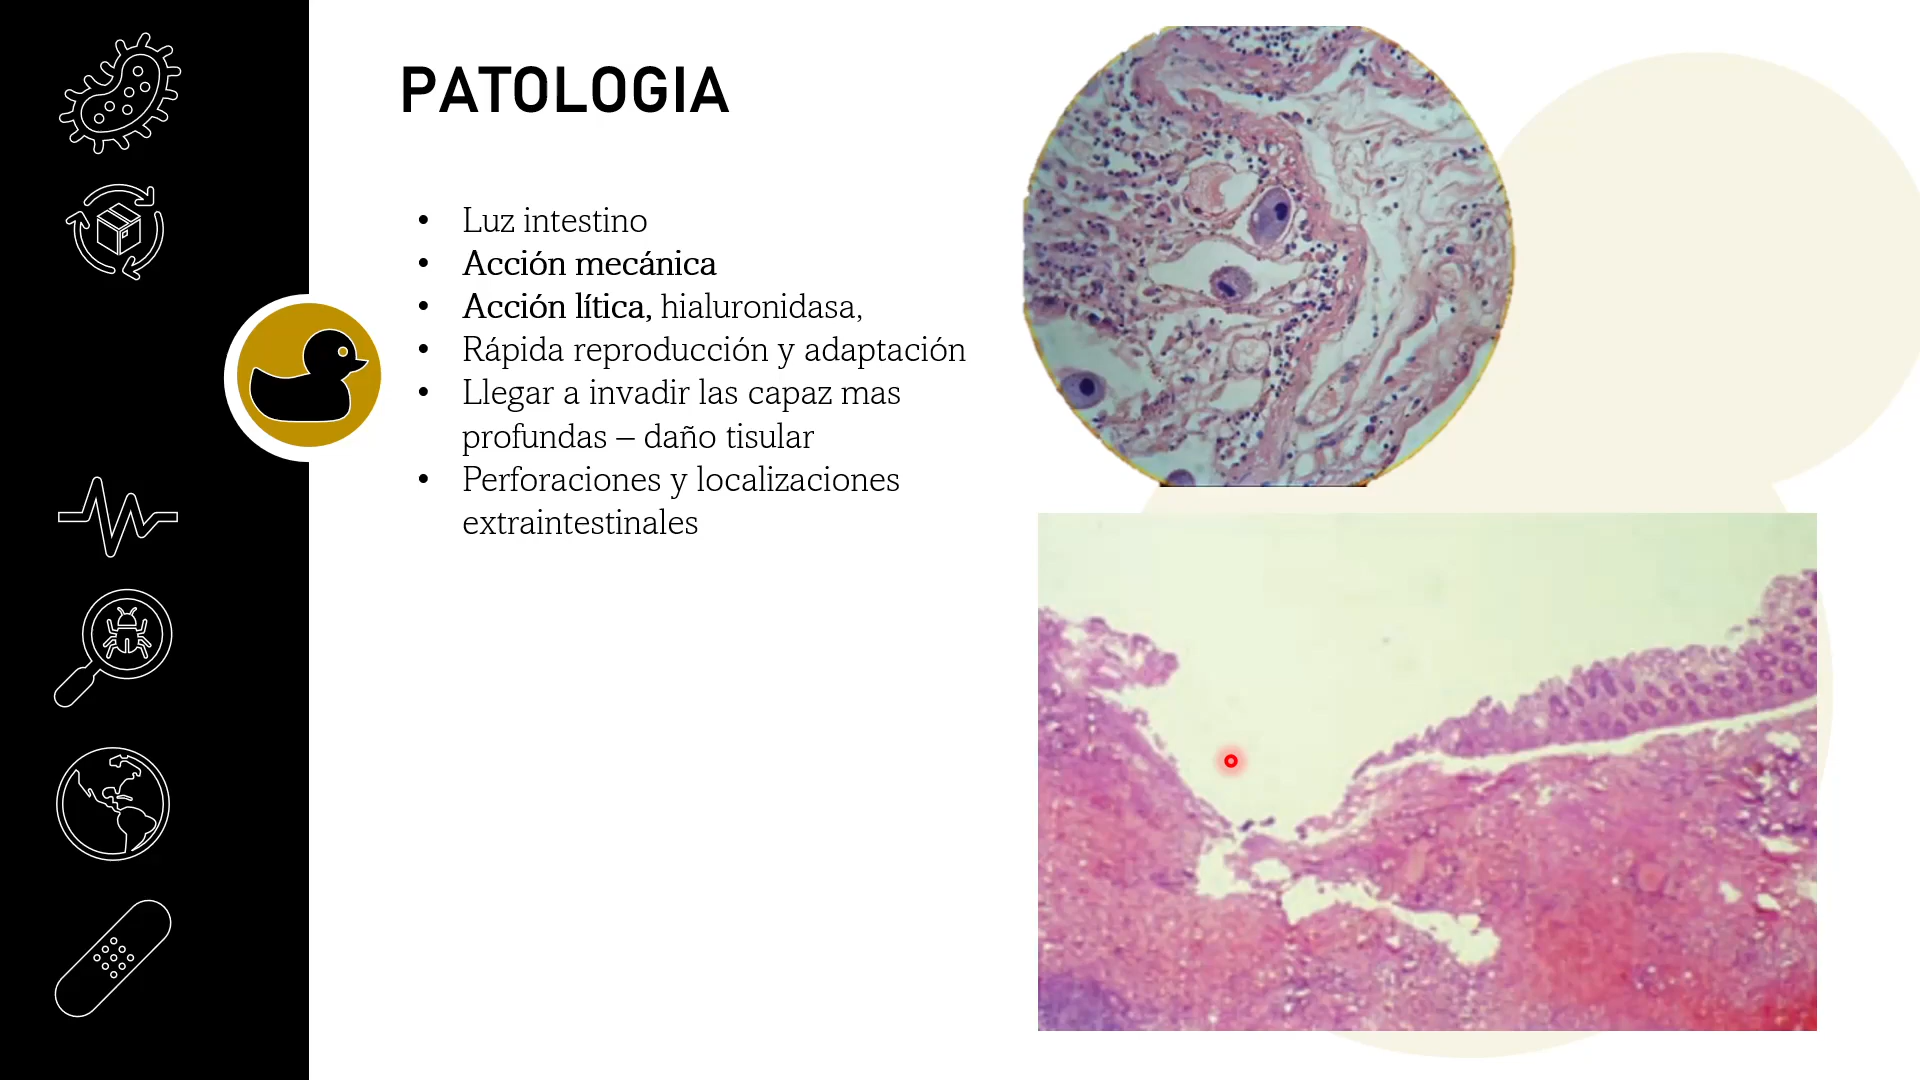 PATOLOGIA
• Luz intestino
• Acción mecánica
• Acción lítica, hialuronidasa,
• Rápida reproducción y adaptación
• Llegar a invadir las capaz mas
profundas – daño tisular
• Perforaciones y localizaciones
extraintestinales